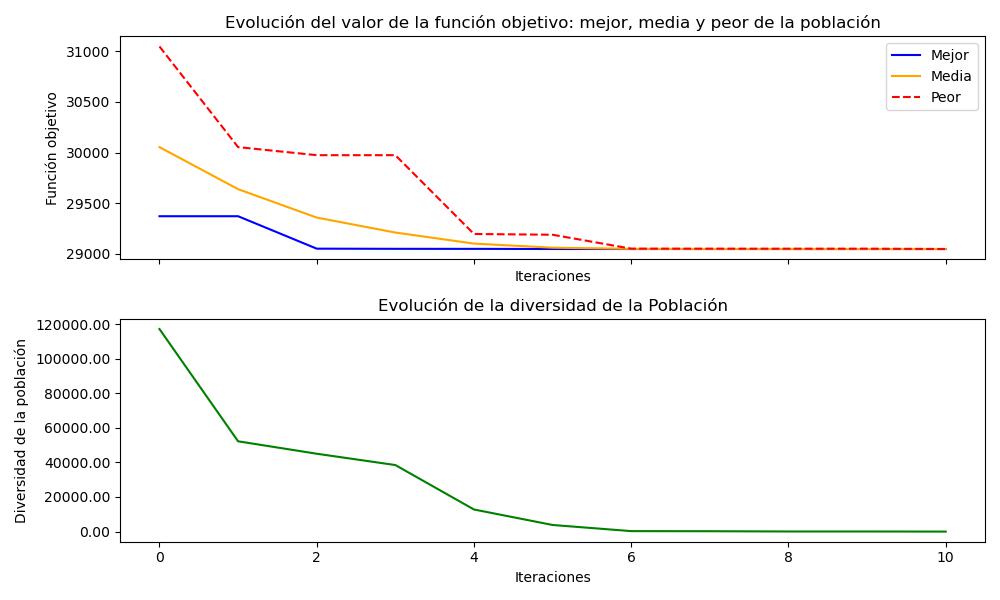 Evolución del valor de la función objetivo: mejor, media y peor de la población
31000
30500
30000
29500
29000
Función objetivo
Mejor
Media
Peor
Iteraciones
Evolución de la diversidad de la Población
120000.00
100000.00
80000.00
60000.00
40000.00
20000.00
0.00
Diversidad de la población
0 2 4 6 8 10
Iteraciones